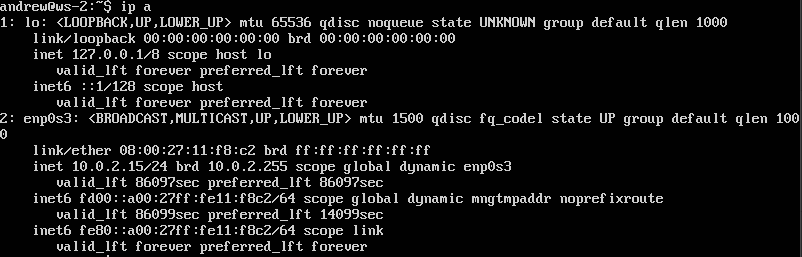 andrew@ws-2:~$ ip a
1: lo: <LOOPBACK,UP,LOWER_UP> mtu 65536 qdisc noqueue state UNKNOWN group default qlen 1000
    link/loopback 00:00:00:00:00:00 brd 00:00:00:00:00:00
    inet 127.0.0.1/8 scope host lo
       valid_lft forever preferred_lft forever
    inet6 ::1/128 scope host
       valid_lft forever preferred_lft forever
2: enp0s3: <BROADCAST,MULTICAST,UP,LOWER_UP> mtu 1500 qdisc fq_codel state UP group default qlen 100
0
    link/ether 08:00:27:11:f8:c2 brd ff:ff:ff:ff:ff:ff
    inet 10.0.2.15/24 brd 10.0.2.255 scope global dynamic enp0s3
       valid_lft 86097sec preferred_lft 86097sec
    inet6 fd00::a00:27ff:fe11:f8c2/64 scope global dynamic mngtmpaddr noprefixroute
       valid_lft 86099sec preferred_lft 14099sec
    inet6 fe80::a00:27ff:fe11:f8c2/64 scope link
       valid_lft forever preferred_lft forever